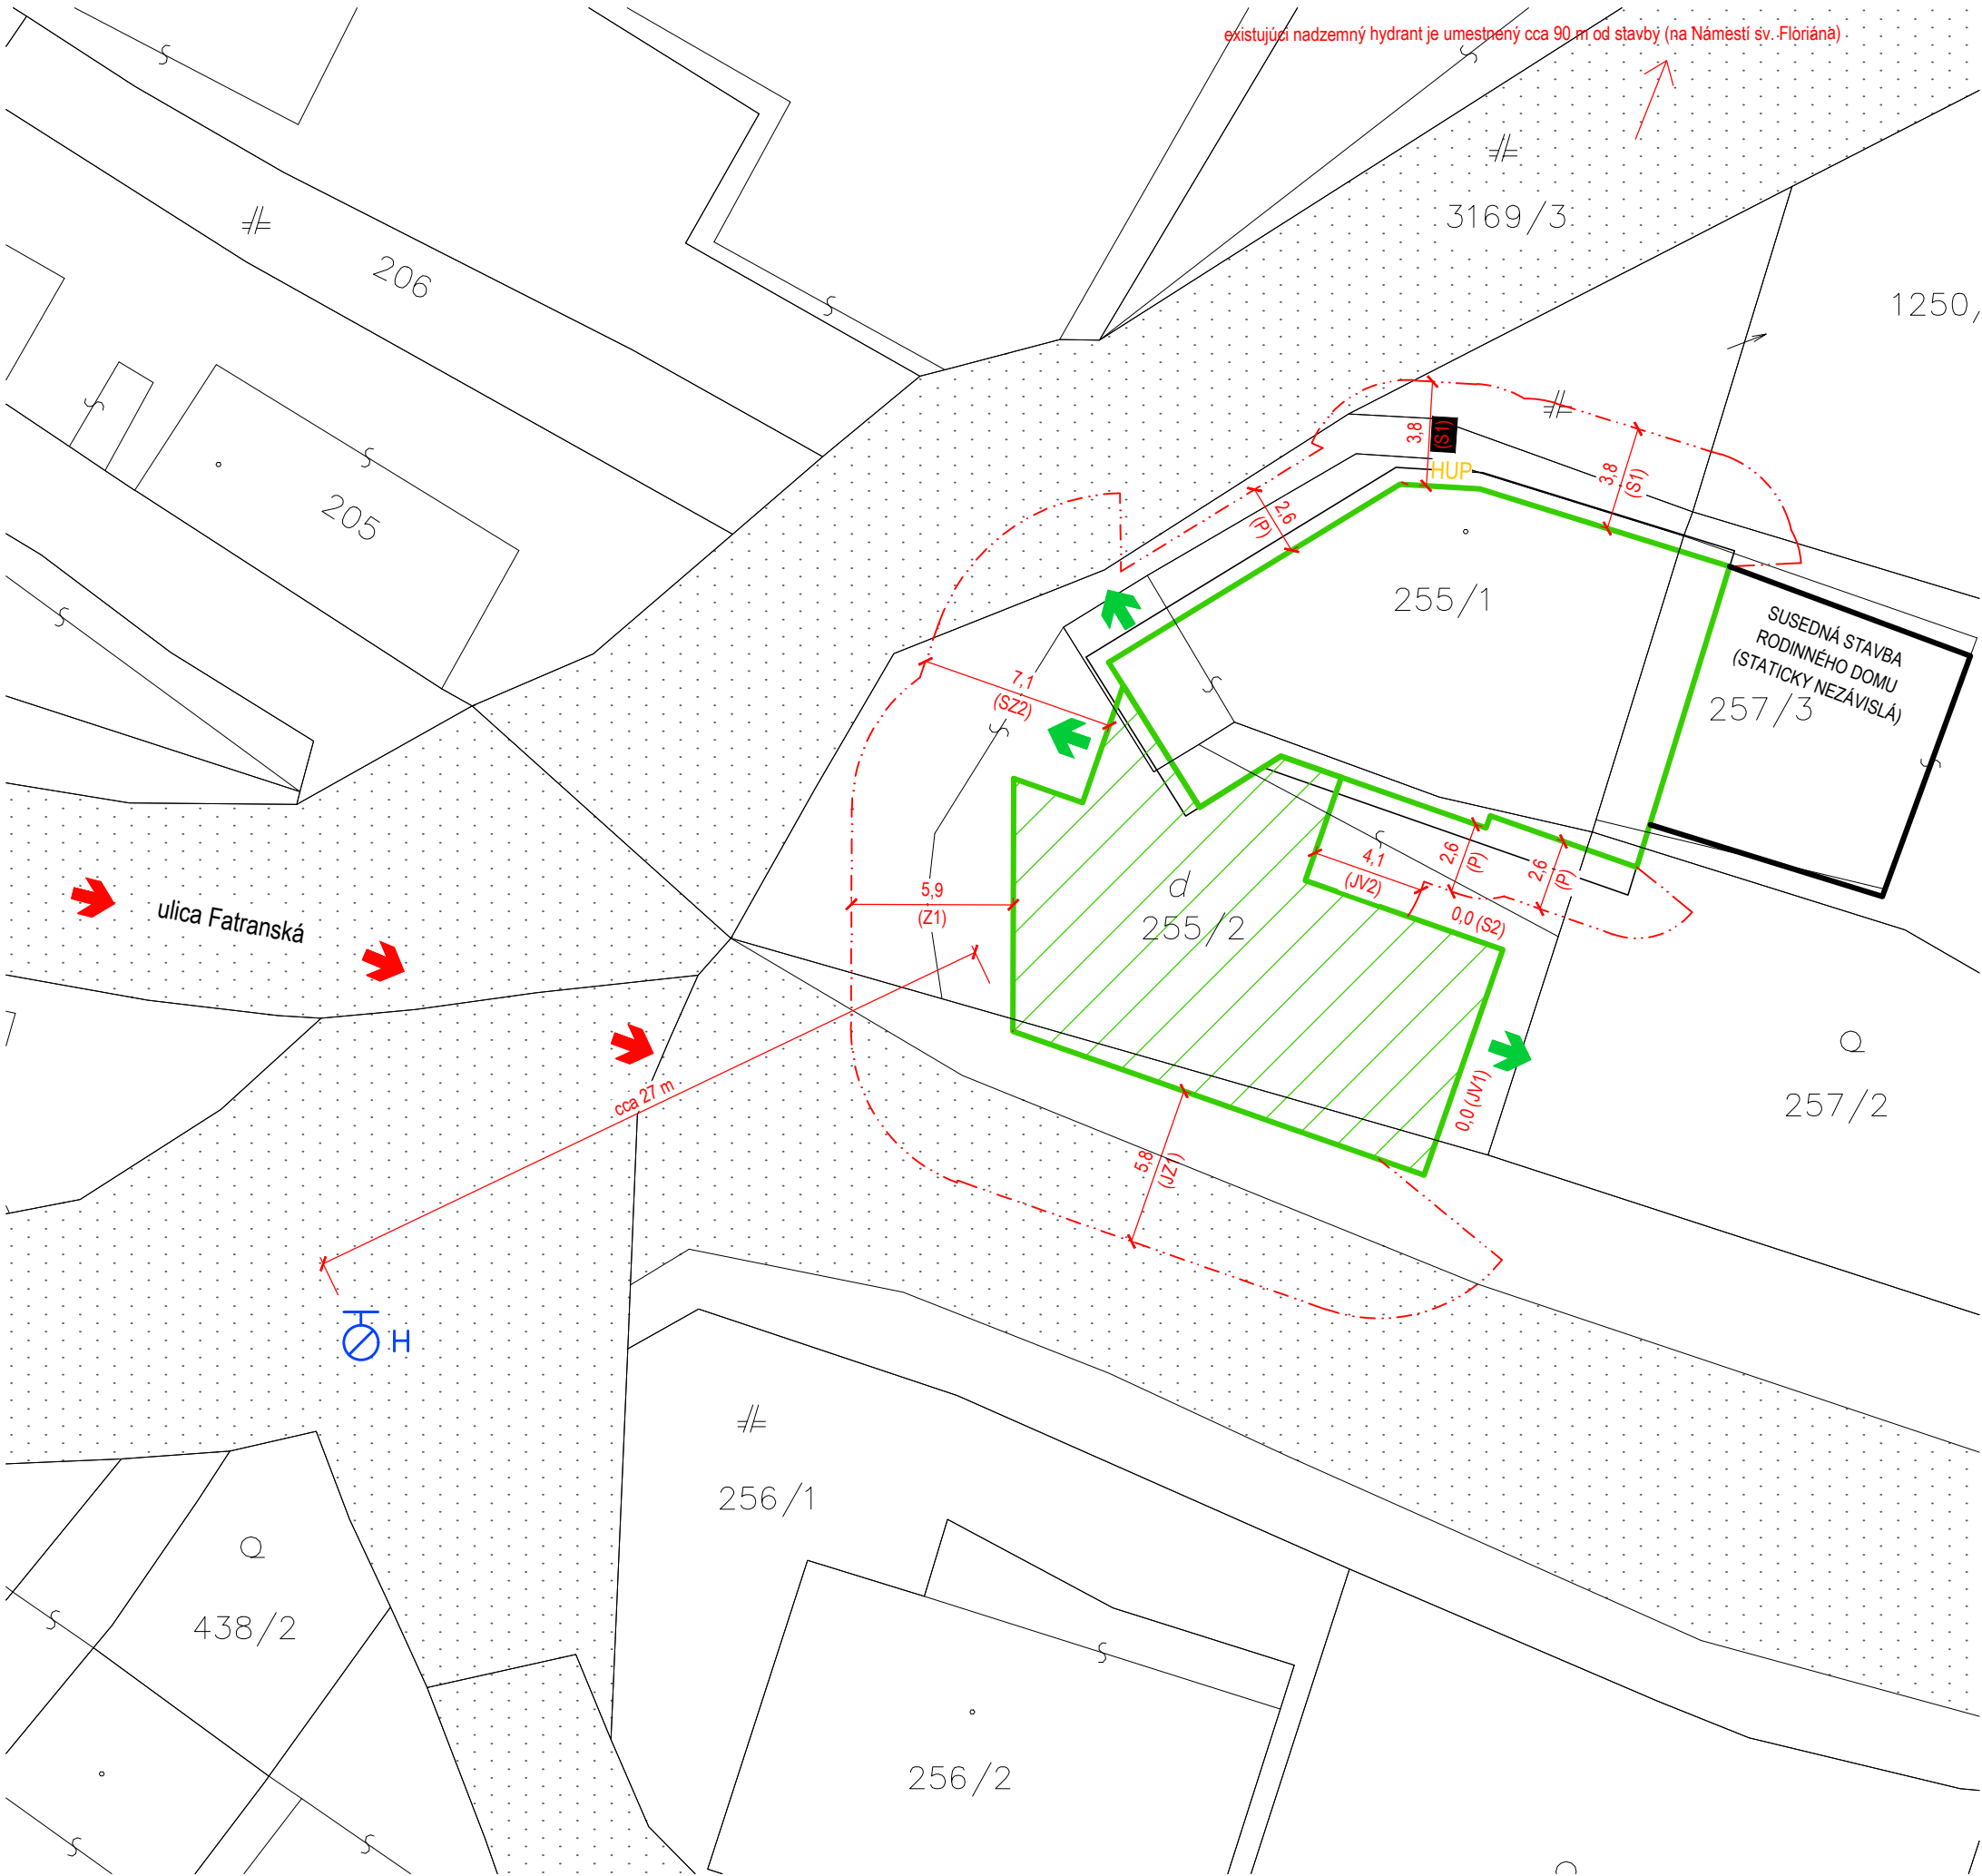 existujúci nadzemný hydrant je umestnený cca 90 m od stavby (na Námestí sv. Floriána)
3169/3
206
1250/
3,8
(S1)
HUP
3,8
(S1)
2,6
(P)
205
255/1
SUSEDNÁ STAVBA
RODINNÉHO DOMU
(STATICKY NEZÁVISLÁ)
257/3
7,1
(SZ2)
2,6
(P)
2,6
(P)
4,1
(JV2)
0,0 (S2)
5,9
(Z1)
d
255/2
ulica Fatranská
cca 27 m
0,0 (JV1)
257/2
5,8
(JZ1)
H
256/1
438/2
256/2